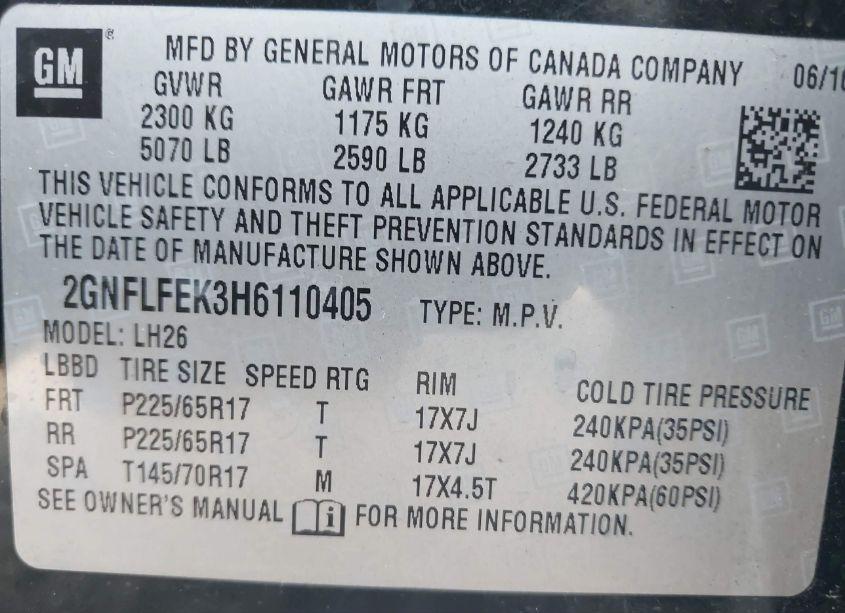 GM
MFD BY GENERAL MOTORS OF CANADA COMPANY 06/16
GVWR GAWR FRT GAWR RR
2300 KG 1175 KG 1240 KG
5070 LB 2590 LB 2733 LB
THIS VEHICLE CONFORMS TO ALL APPLICABLE U.S. FEDERAL MOTOR
VEHICLE SAFETY AND THEFT PREVENTION STANDARDS IN EFFECT ON
THE DATE OF MANUFACTURE SHOWN ABOVE.
2GNFLFEK3H6110405 TYPE: M.P.V.
MODEL: LH26
LBBD TIRE SIZE SPEED RTG RIM COLD TIRE PRESSURE
FRT P225/65R17 T 17X7J 240KPA(35PSI)
RR P225/65R17 T 17X7J 240KPA(35PSI)
SPA T145/70R17 M 17X4.5T 420KPA(60PSI)
SEE OWNER'S MANUAL i FOR MORE INFORMATION.